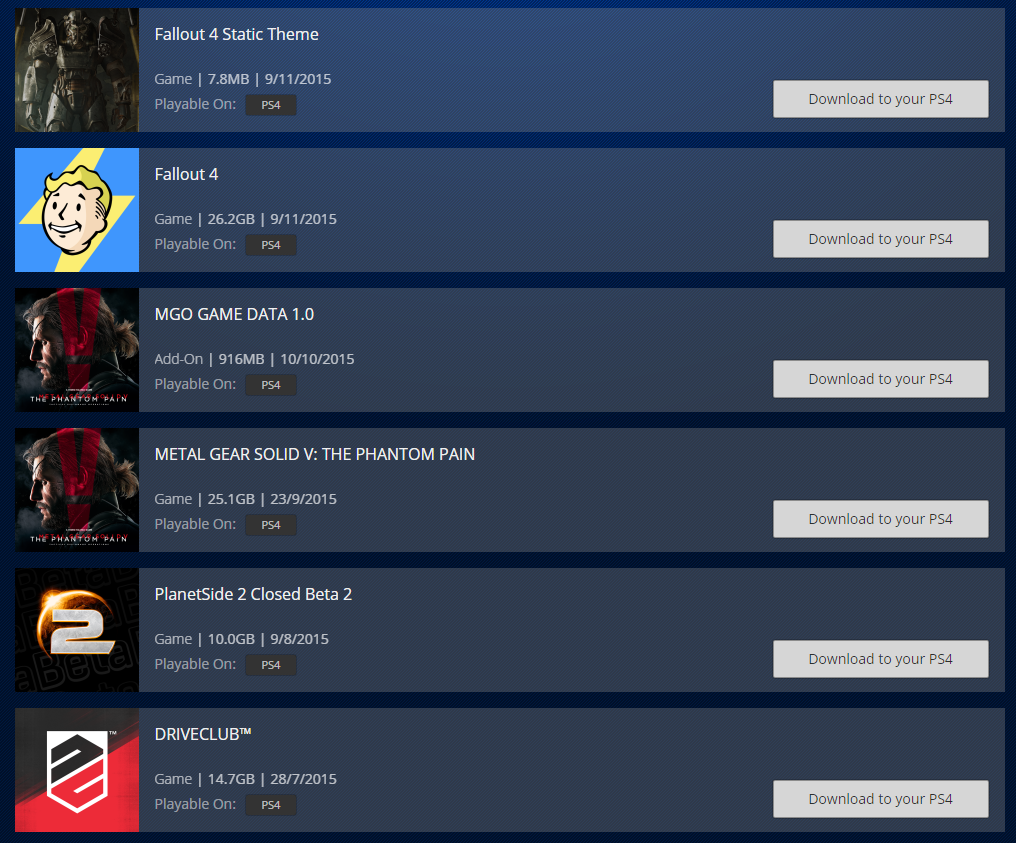 Fallout 4 Static Theme
Game | 7.8MB | 9/11/2015
Playable On: PS4
Download to your PS4
Fallout 4
Game | 26.2GB | 9/11/2015
Playable On: PS4
Download to your PS4
THE PHANTOM PAIN
MGO GAME DATA 1.0
Add-On | 916MB | 10/10/2015
Playable On: PS4
Download to your PS4
THE PHANTOM PAIN
METAL GEAR SOLID V: THE PHANTOM PAIN
Game | 25.1GB | 23/9/2015
Playable On: PS4
Download to your PS4
2
Beta
PlanetSide 2 Closed Beta 2
Game | 10.0GB | 9/8/2015
Playable On: PS4
Download to your PS4
TM
DRIVECLUB™
Game | 14.7GB | 28/7/2015
Playable On: PS4
Download to your PS4